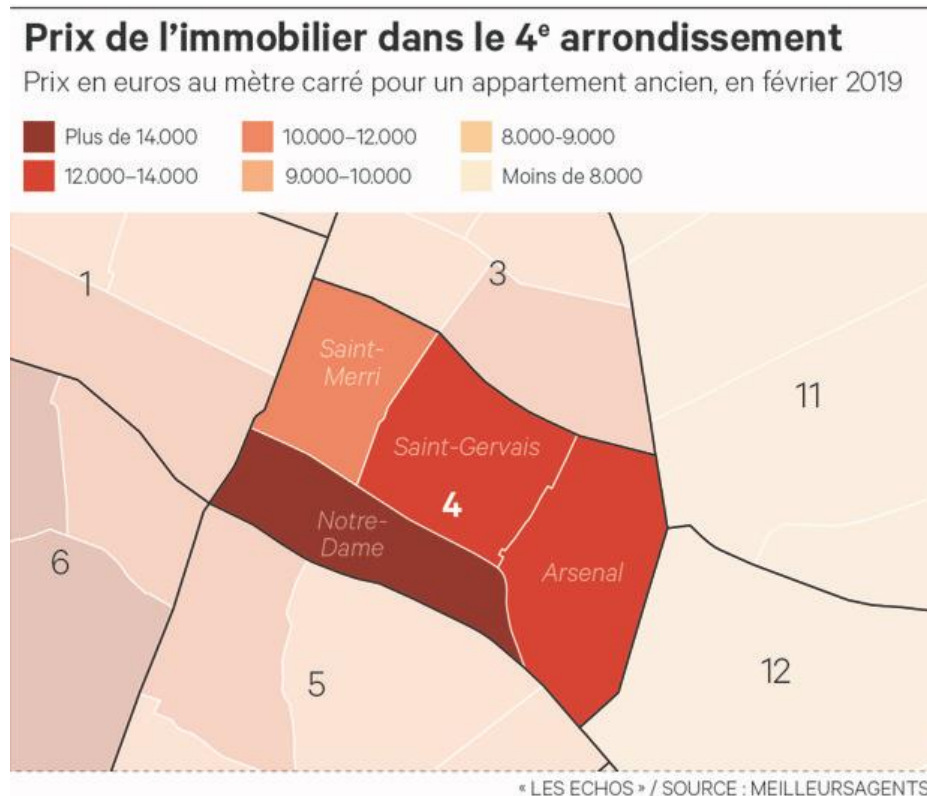 Prix de l’immobilier dans le 4e arrondissement
Prix en euros au mètre carré pour un appartement ancien, en février 2019
Plus de 14.000
10.000–12.000
8.000-9.000
12.000–14.000
9.000–10.000
Moins de 8.000
1
3
Saint-
Merri
11
Saint-Gervais
4
Notre-
Dame
6
Arsenal
5
12
« LES ECHOS » / SOURCE : MEILLEURSAGENTS